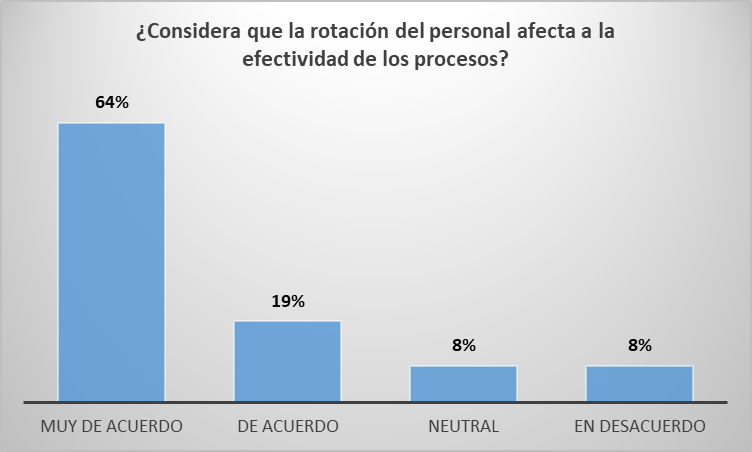 ¿Considera que la rotación del personal afecta a la
efectividad de los procesos?
64%
19%
8%
8%
MUY DE ACUERDO
DE ACUERDO
NEUTRAL
EN DESACUERDO